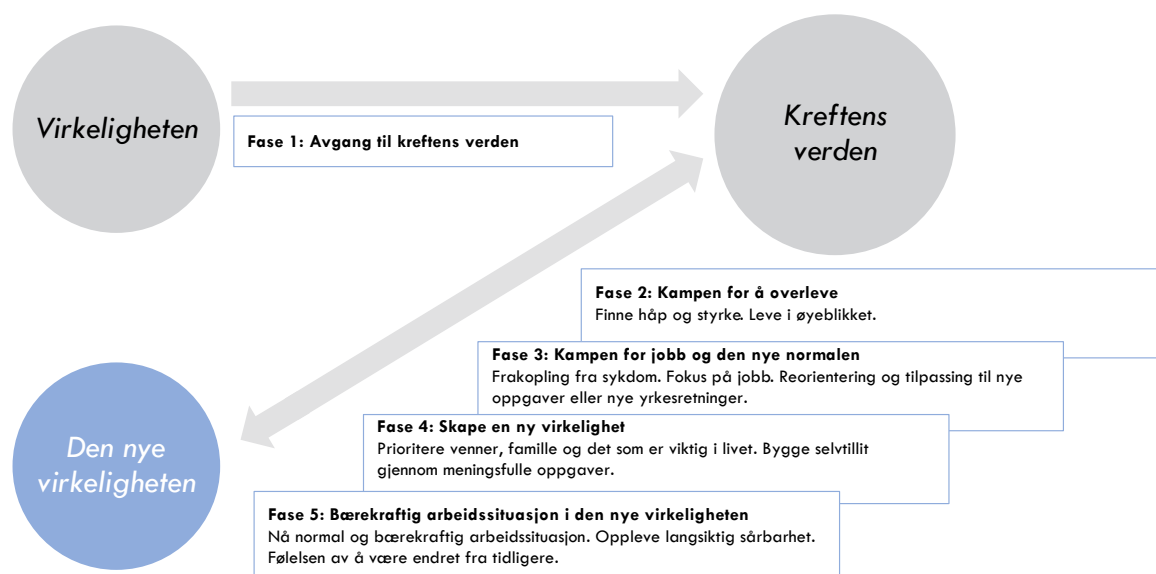 Virkeligheten
Kreftens
verden
Fase 1: Avgang til kreftens verden
Fase 2: Kampen for å overleve
Finne håp og styrke. Leve i øyeblikket.
Fase 3: Kampen for jobb og den nye normalen
Frakopling fra sykdom. Fokus på jobb. Reorientering og tilpassing til nye
oppgaver eller nye yrkesretninger.
Fase 4: Skape en ny virkelighet
Prioritere venner, famille og det som er viktig i livet. Bygge selvtillit
gjennom meningsfulle oppgaver.
Den nye
virkeligheten
Fase 5: Bærekraftig arbeidssituasjon i den nye virkeligheten
Nå normal og bærekraftig arbeidssituasjon. Oppleve langsiktig sårbarhet.
Følelsen av å være endret fra tidligere.